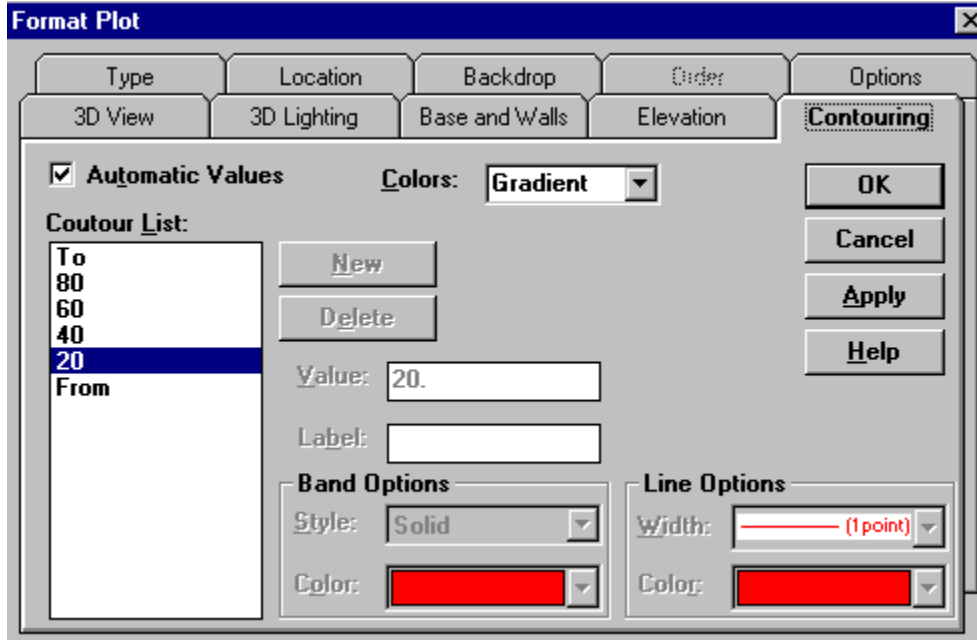 Format Plot
Type Location Backdrop Order Options
3D View 3D Lighting Base and Walls Elevation Contouring
Automatic Values Colors: Gradient OK
Coutour List: Cancel
To New
80
60 Delete Apply
40
20 Value: 20. Help
From
Label:
Band Options Line Options
Style: Solid Width: (1 point)
Color: Color: